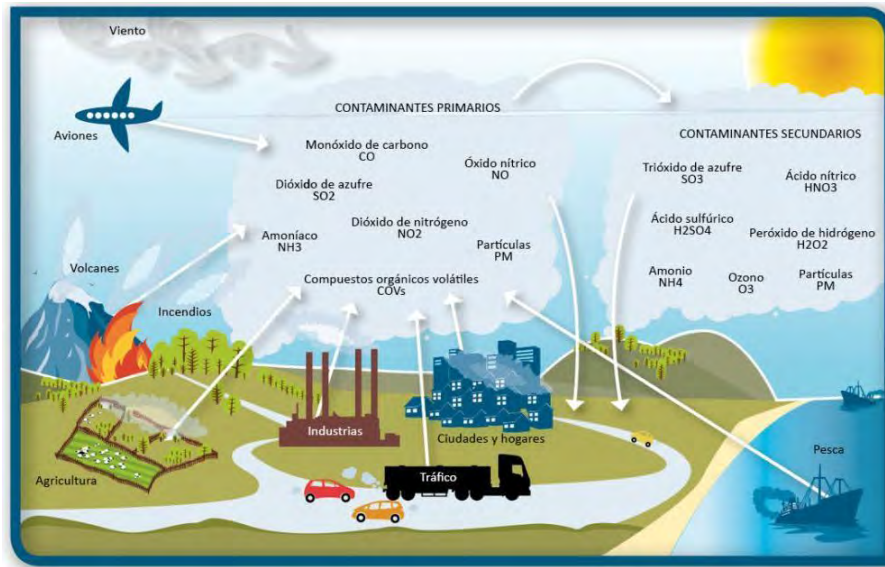 Viento
Aviones
CONTAMINANTES PRIMARIOS
Monóxido de carbono
CO
Óxido nítrico
NO
Dióxido de azufre
SO2
Dióxido de nitrógeno
NO2
Amoníaco
NH3
Partículas
PM
Compuestos orgánicos volátiles
COVs
CONTAMINANTES SECUNDARIOS
Trióxido de azufre
SO3
Ácido nítrico
HNO3
Ácido sulfúrico
H2SO4
Peróxido de hidrógeno
H2O2
Amonio
NH4
Ozono
O3
Partículas
PM
Volcanes
Incendios
Industrias
Ciudades y hogares
Agricultura
Tráfico
Pesca